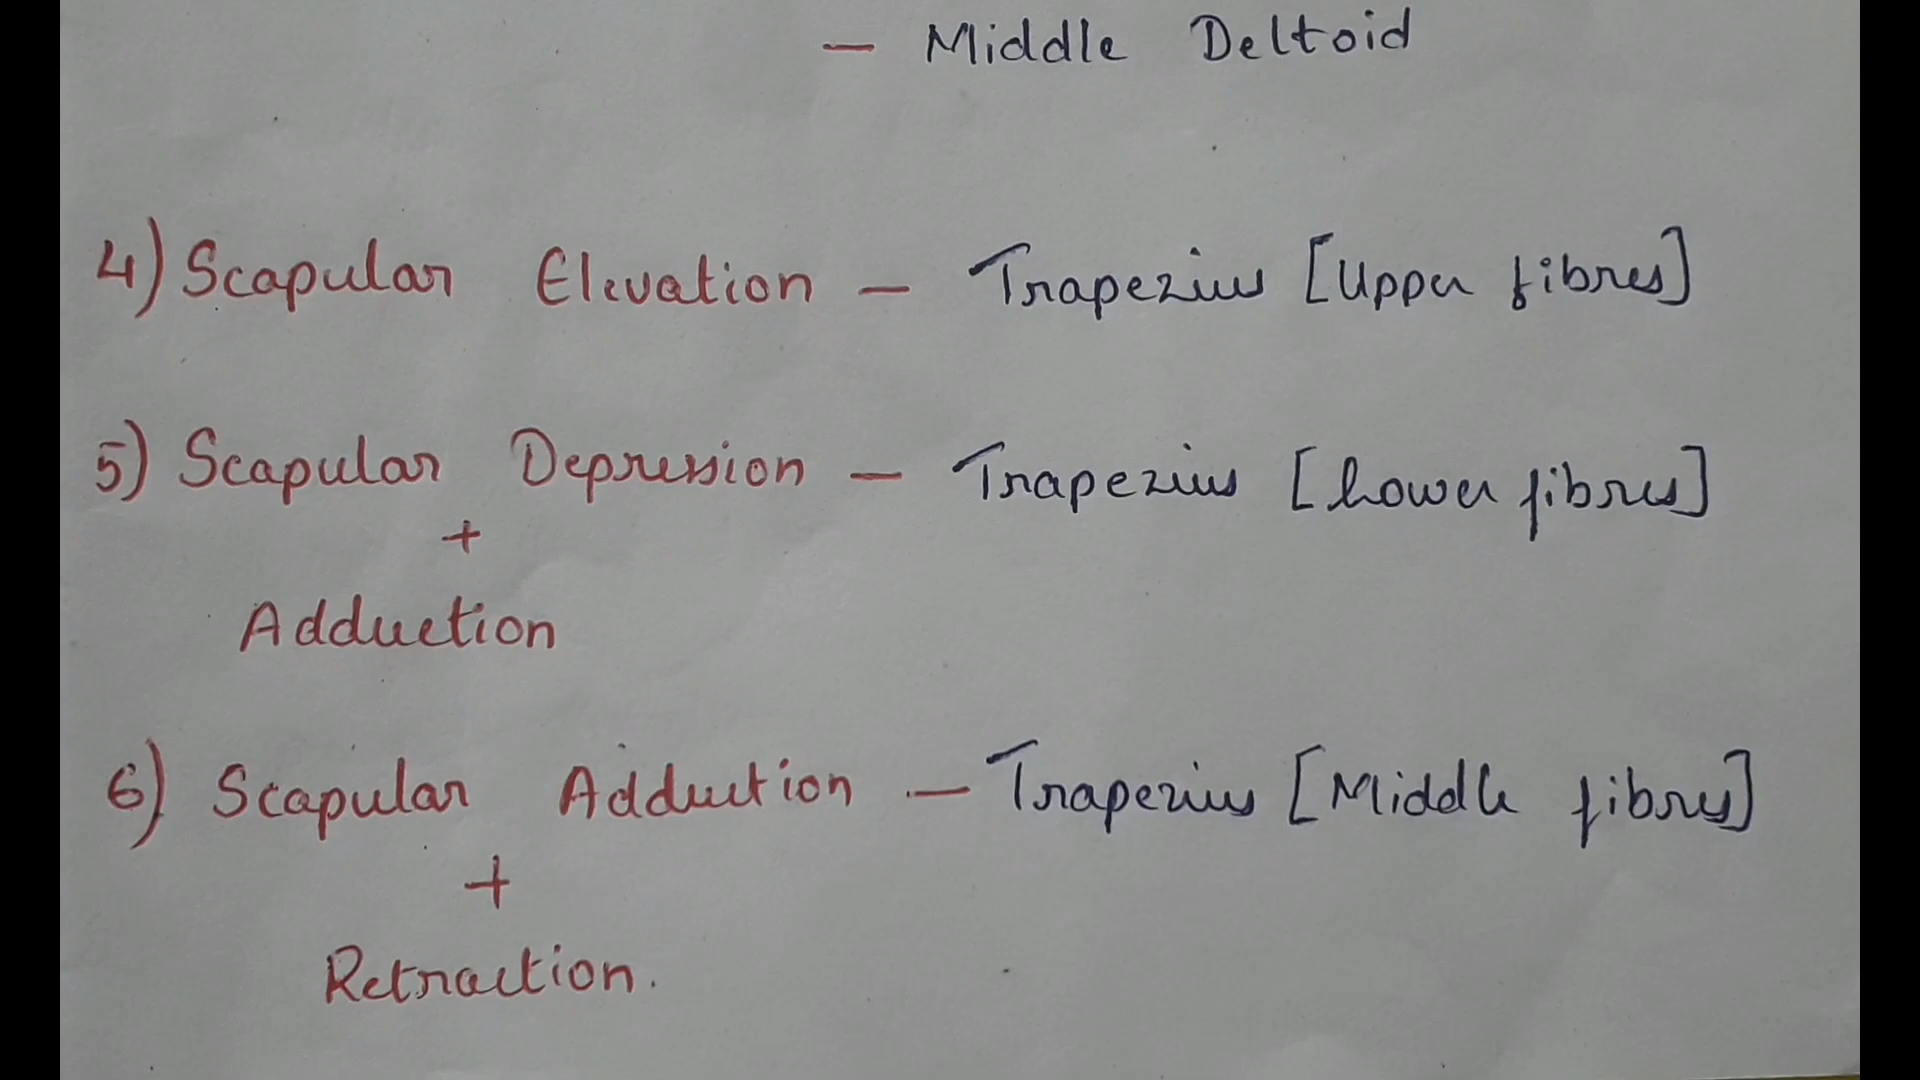 – Middle Deltoid
4) Scapular Elevation – Trapezius [Upper fibres]
5) Scapular Depression – Trapezius [Lower fibres]
+
Adduction
6) Scapular Adduction – Trapezius [Middle fibres]
+
Retraction.